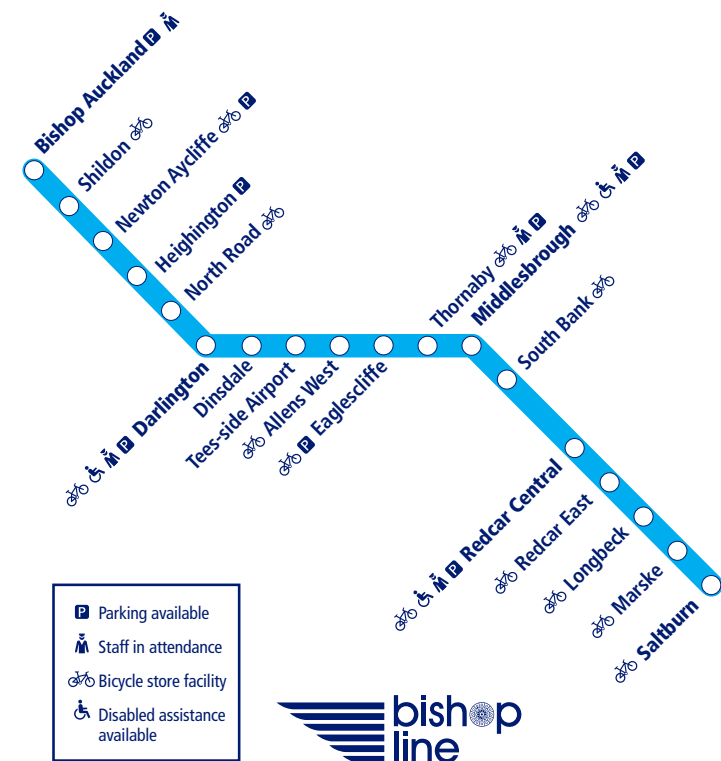 Bishop Auckland P
Shildon
Newton Aycliffe P
Heighington P
North Road
Thornaby P
Middlesbrough P
South Bank
P Darlington
Dinsdale
Tees-side Airport
Allens West
P Eaglescliffe
P Redcar Central
Redcar East
Longbeck
Marske
Saltburn
P Parking available
Staff in attendance
Bicycle store facility
Disabled assistance
available
bishop
line